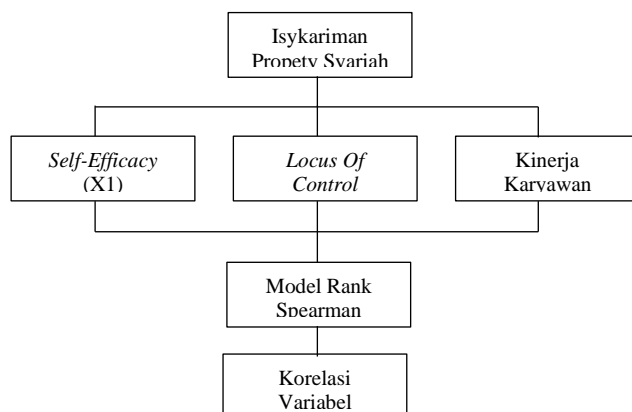 Isykariman
Propety Syariah
Self-Efficacy
(X1)
Locus Of
Control
Kinerja
Karyawan
Model Rank
Spearman
Korelasi
Variabel